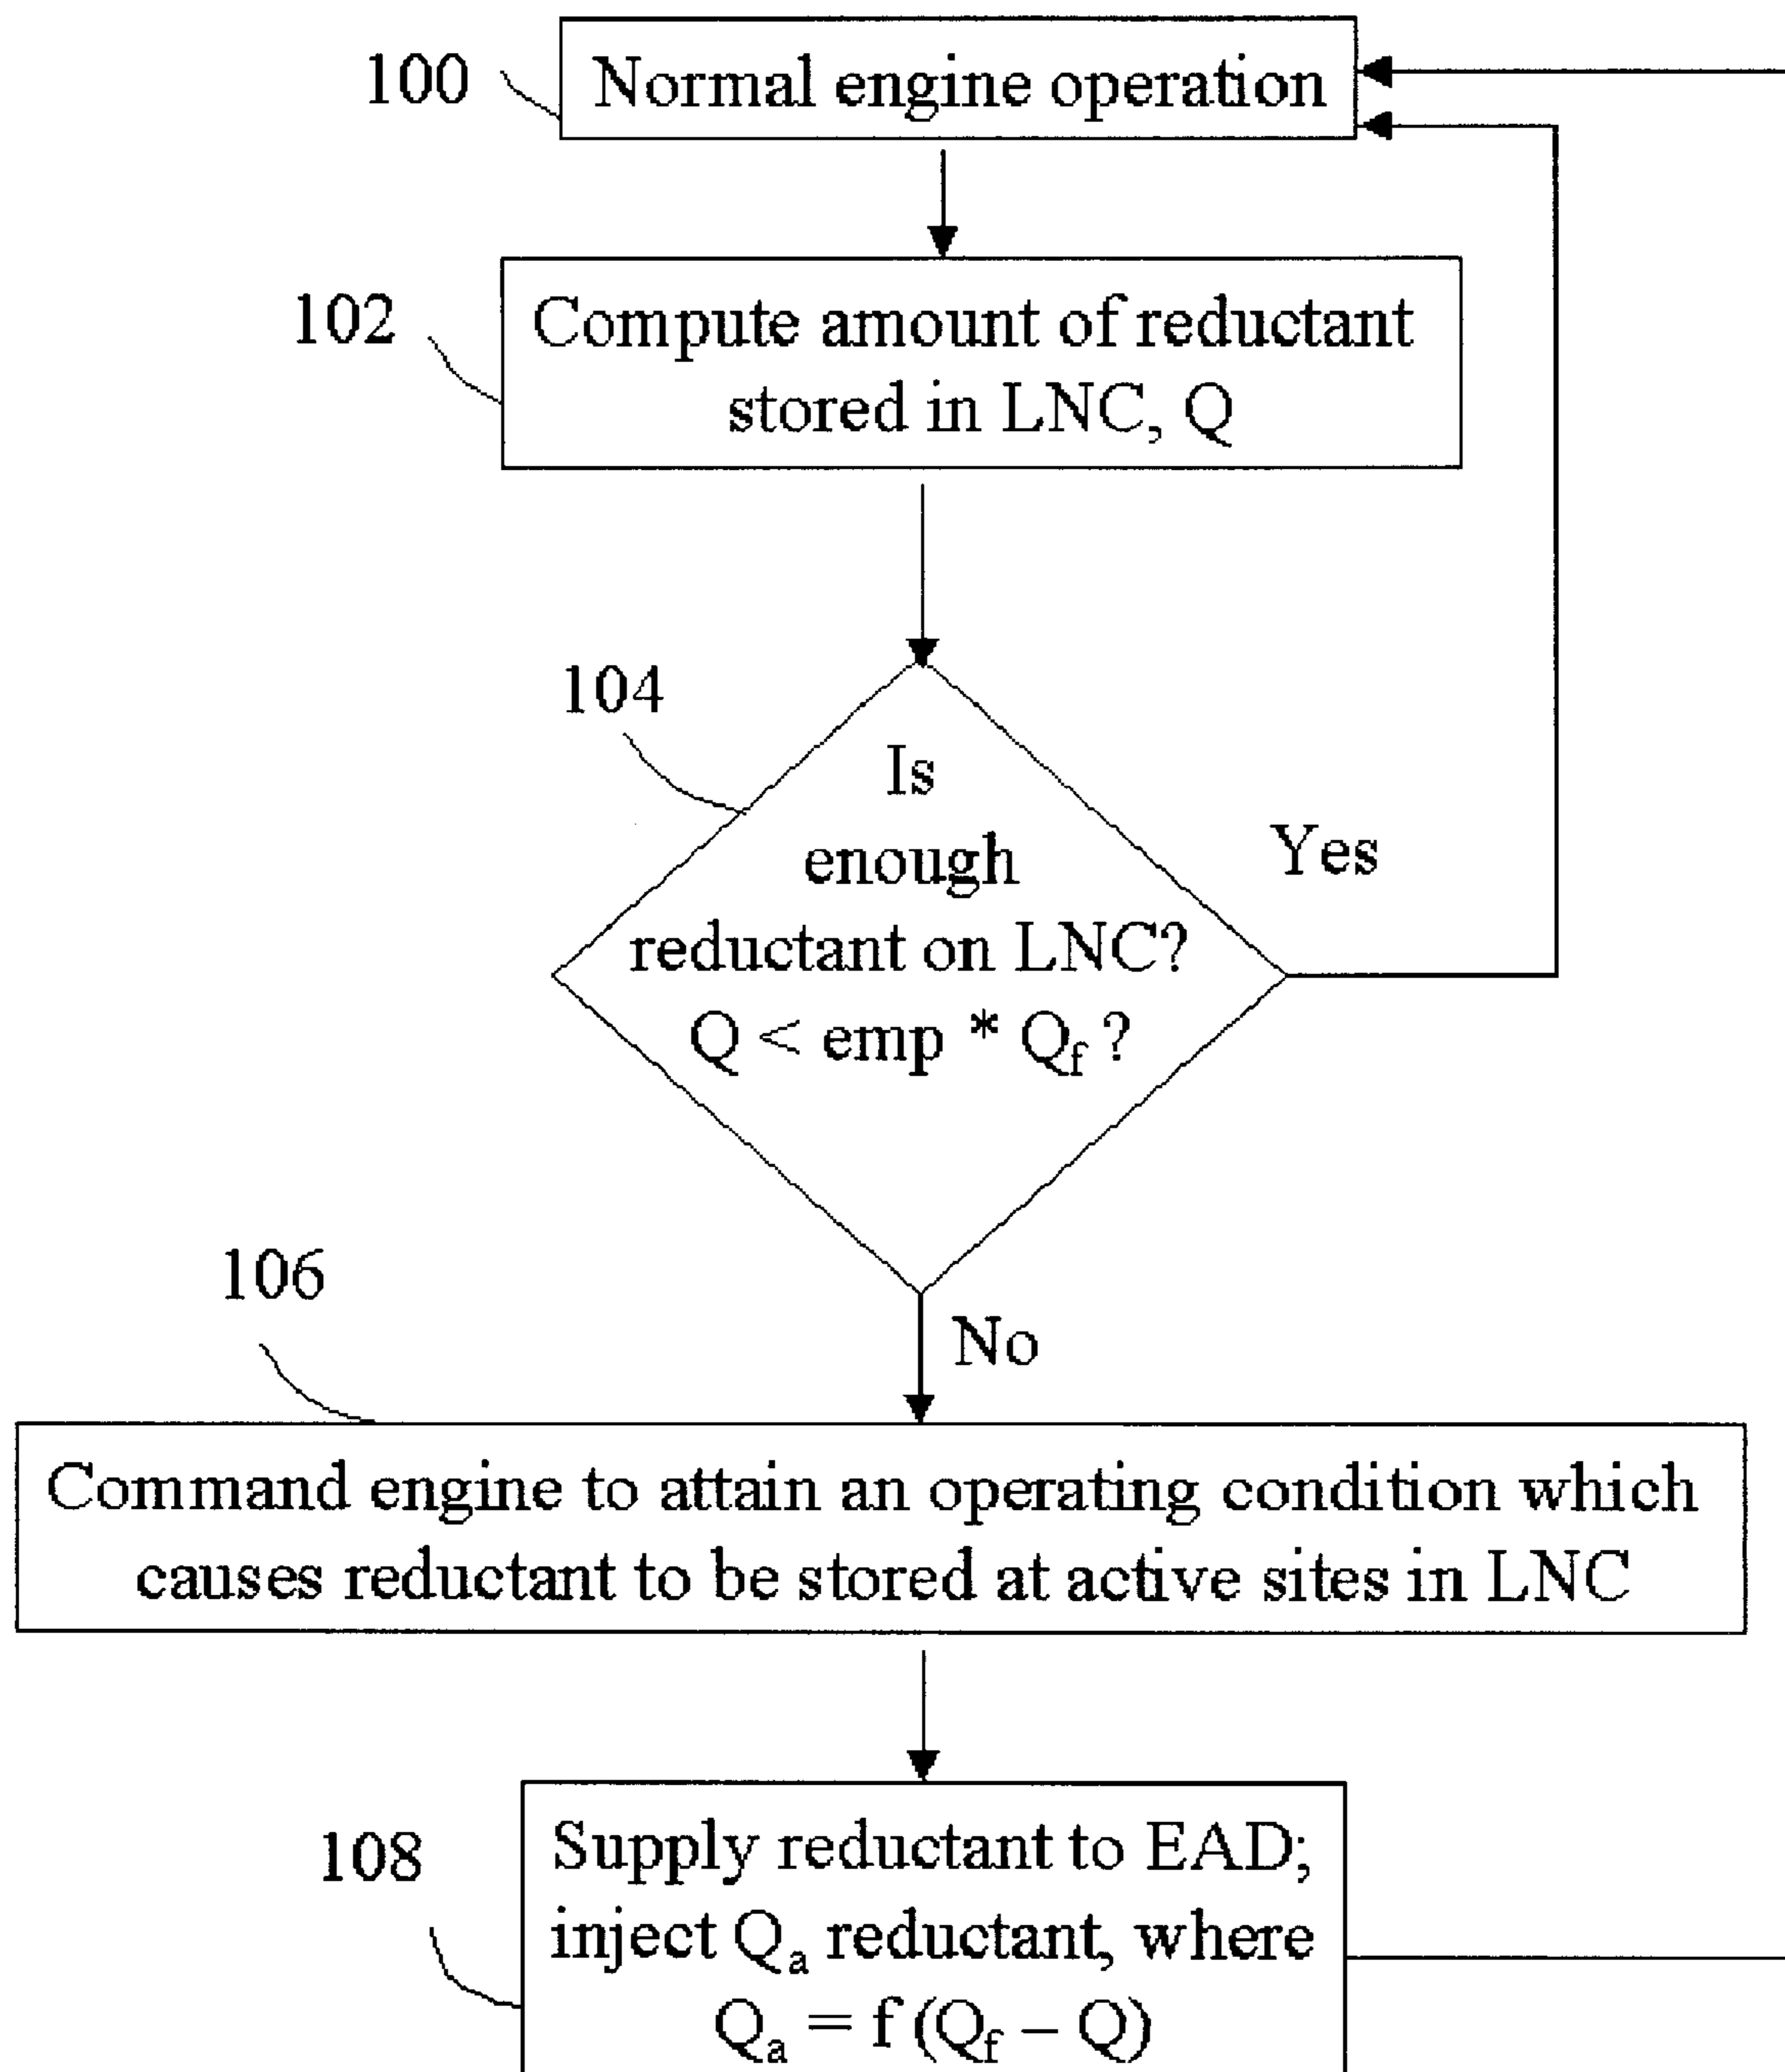 100
Normal engine operation
102
Compute amount of reductant
stored in LNC, Q
104
Is
enough
reductant on LNC?
Q < emp * Qf ?
Yes
No
106
Command engine to attain an operating condition which
causes reductant to be stored at active sites in LNC
108
Supply reductant to EAD;
inject Qa reductant, where
Qa = f (Qf – Q)